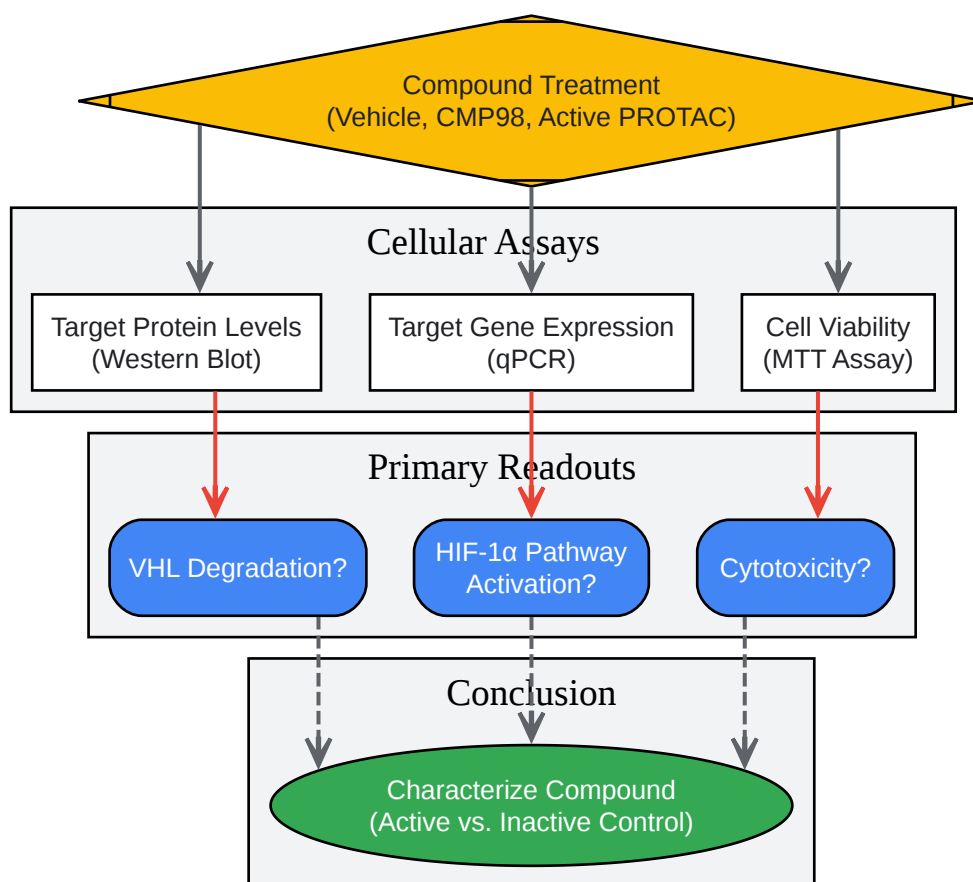 Compound Treatment
(Vehicle, CMP98, Active PROTAC)
Cellular Assays
Target Protein Levels
(Western Blot)
Target Gene Expression
(qPCR)
Cell Viability
(MTT Assay)
Primary Readouts
VHL Degradation?
HIF-1α Pathway
Activation?
Cytotoxicity?
Conclusion
Characterize Compound
(Active vs. Inactive Control)